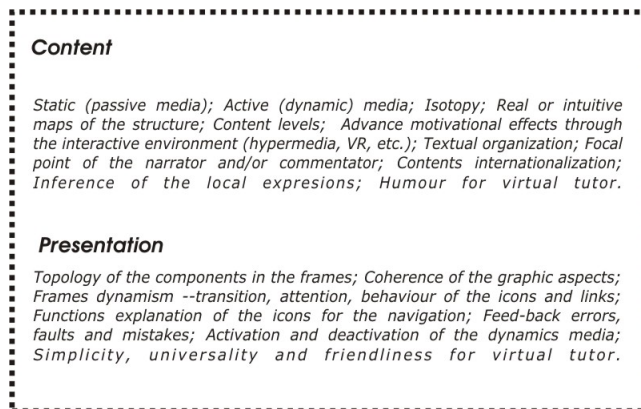 Content
Static (passive media); Active (dynamic) media; Isotopy; Real or intuitive
maps of the structure; Content levels; Advance motivational effects through
the interactive environment (hypermedia, VR, etc.); Textual organization; Focal
point of the narrator and/or commentator; Contents internationalization;
Inference of the local expresions; Humour for virtual tutor.
Presentation
Topology of the components in the frames; Coherence of the graphic aspects;
Frames dynamism --transition, attention, behaviour of the icons and links;
Functions explanation of the icons for the navigation; Feed-back errors,
faults and mistakes; Activation and deactivation of the dynamics media;
Simplicity, universality and friendliness for virtual tutor.